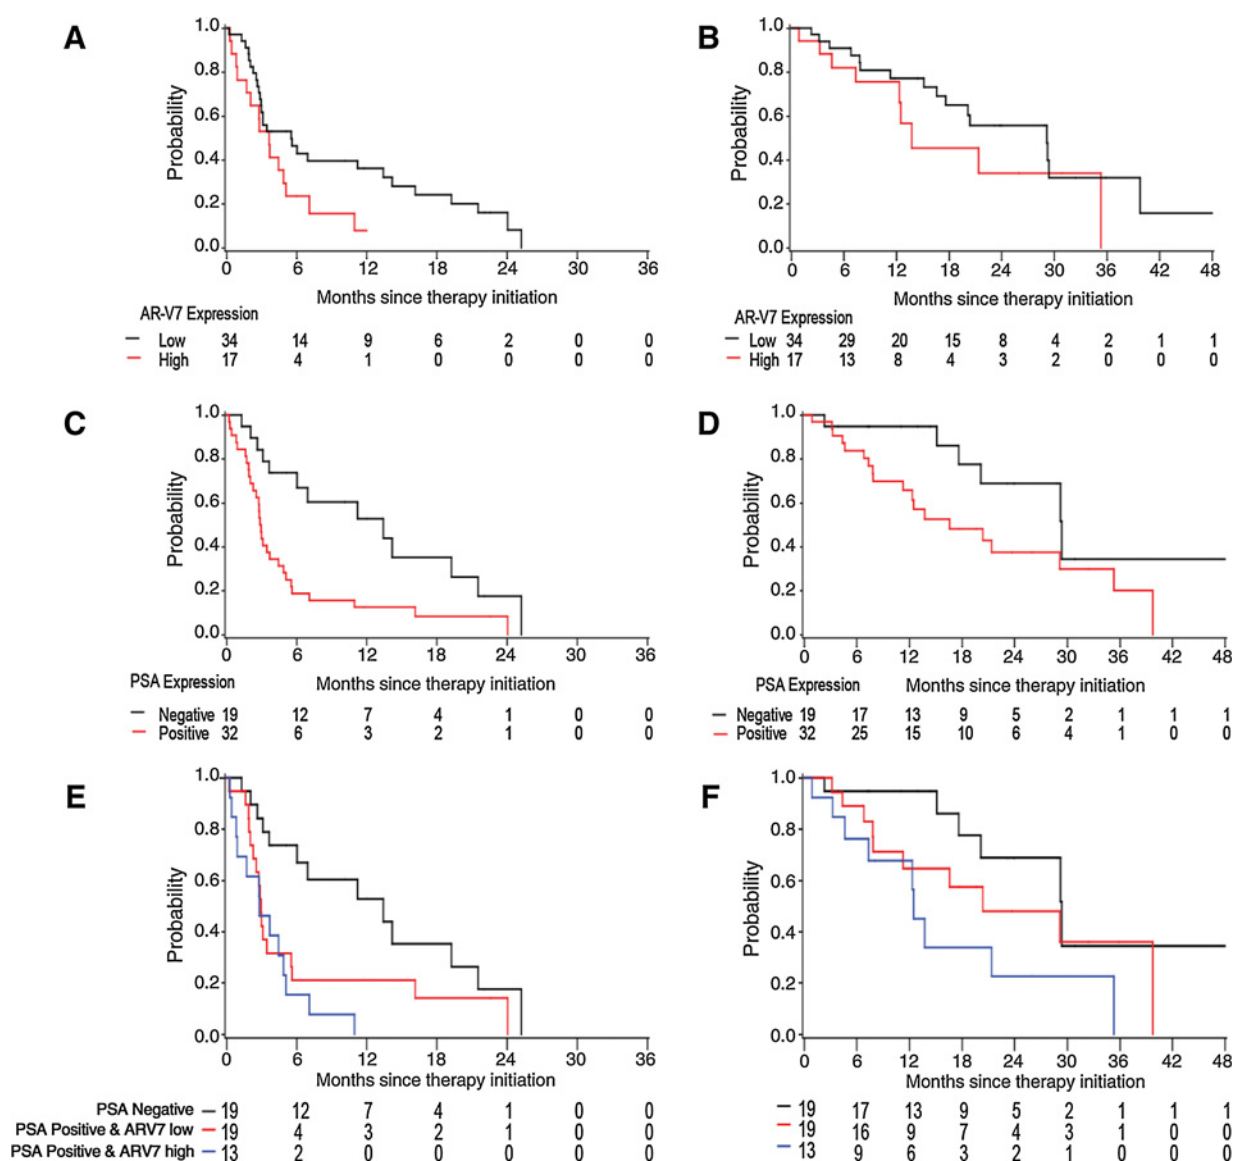 A
Probability
1.0
0.8
0.6
0.4
0.2
0.0
0 6 12 18 24 30 36
Months since therapy initiation
AR-V7 Expression
Low 34 14 9 6 2 0 0
High 17 4 1 0 0 0 0
B
Probability
1.0
0.8
0.6
0.4
0.2
0.0
0 6 12 18 24 30 36 42 48
Months since therapy initiation
AR-V7 Expression
Low 34 29 20 15 8 4 2 1 1
High 17 13 8 4 3 2 0 0 0
C
Probability
1.0
0.8
0.6
0.4
0.2
0.0
0 6 12 18 24 30 36
PSA Expression
Months since therapy initiation
Negative 19 12 7 4 1 0 0
Positive 32 6 3 2 1 0 0
D
Probability
1.0
0.8
0.6
0.4
0.2
0.0
0 6 12 18 24 30 36 42 48
PSA Expression
Months since therapy initiation
Negative 19 17 13 9 5 2 1 1 1
Positive 32 25 15 10 6 4 1 0 0
E
Probability
1.0
0.8
0.6
0.4
0.2
0.0
0 6 12 18 24 30 36
Months since therapy initiation
PSA Negative 19 12 7 4 1 0 0
PSA Positive & ARV7 low 19 4 3 2 1 0 0
PSA Positive & ARV7 high 13 2 0 0 0 0 0
F
Probability
1.0
0.8
0.6
0.4
0.2
0.0
0 6 12 18 24 30 36 42 48
Months since therapy initiation
19 17 13 9 5 2 1 1 1
19 16 9 7 4 3 1 0 0
13 9 6 3 2 1 0 0 0